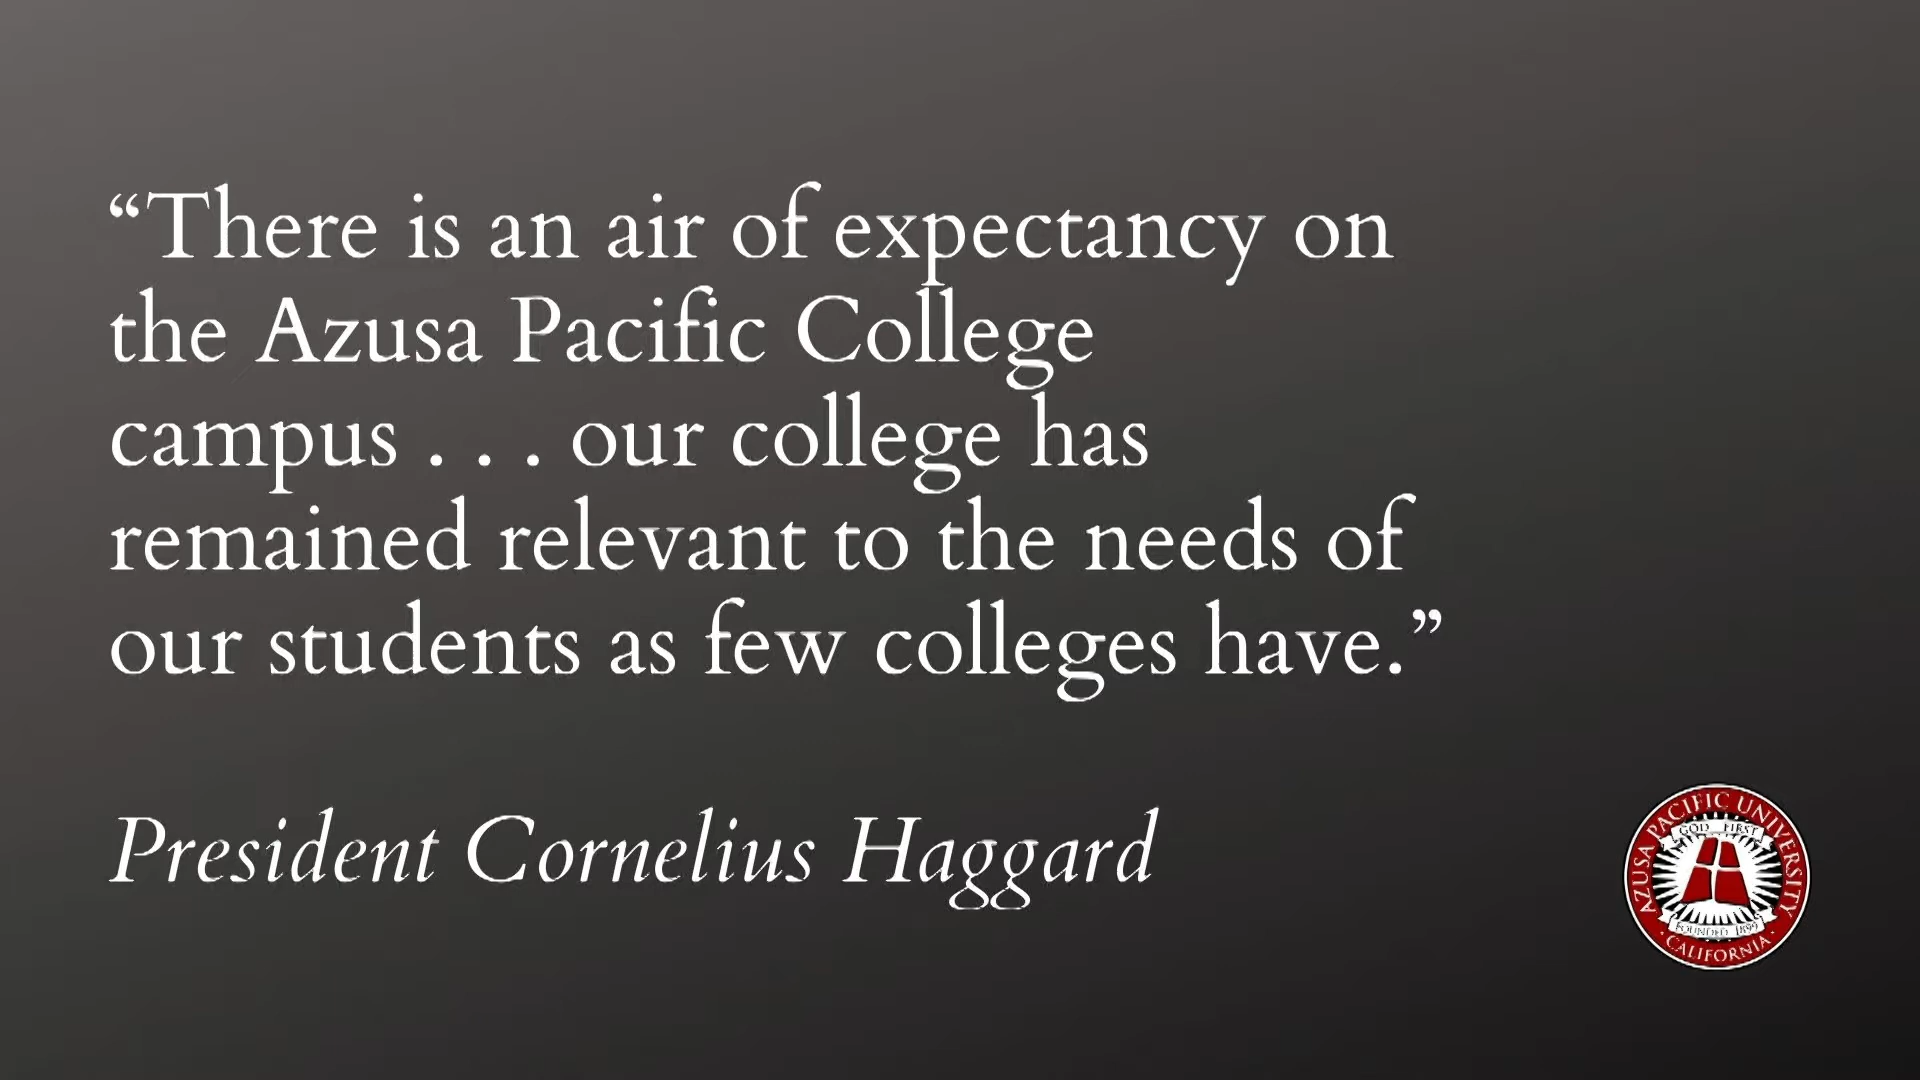 “There is an air of expectancy on
the Azusa Pacific College
campus . . . our college has
remained relevant to the needs of
our students as few colleges have.”
President Cornelius Haggard
AZUSA PACIFIC UNIVERSITY
GOD FIRST
FOUNDED 1899
· CALIFORNIA ·